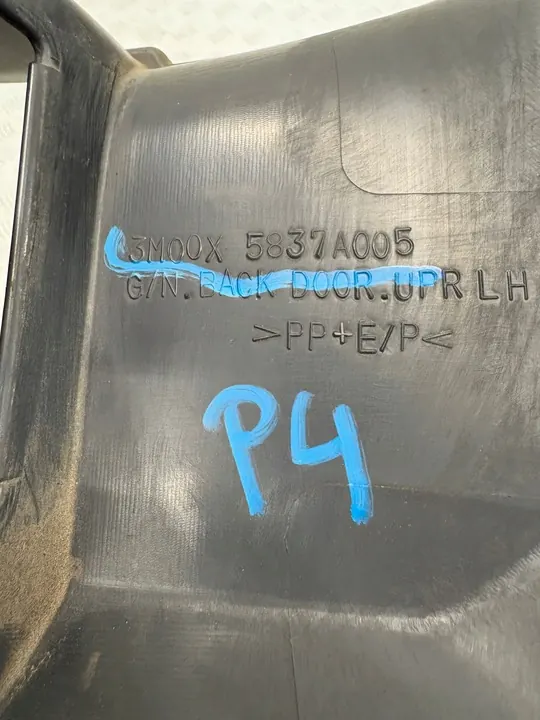 3M00X 5837A005
G/N.BACK DOOR.UPR LH
>PP+E/P<
P4